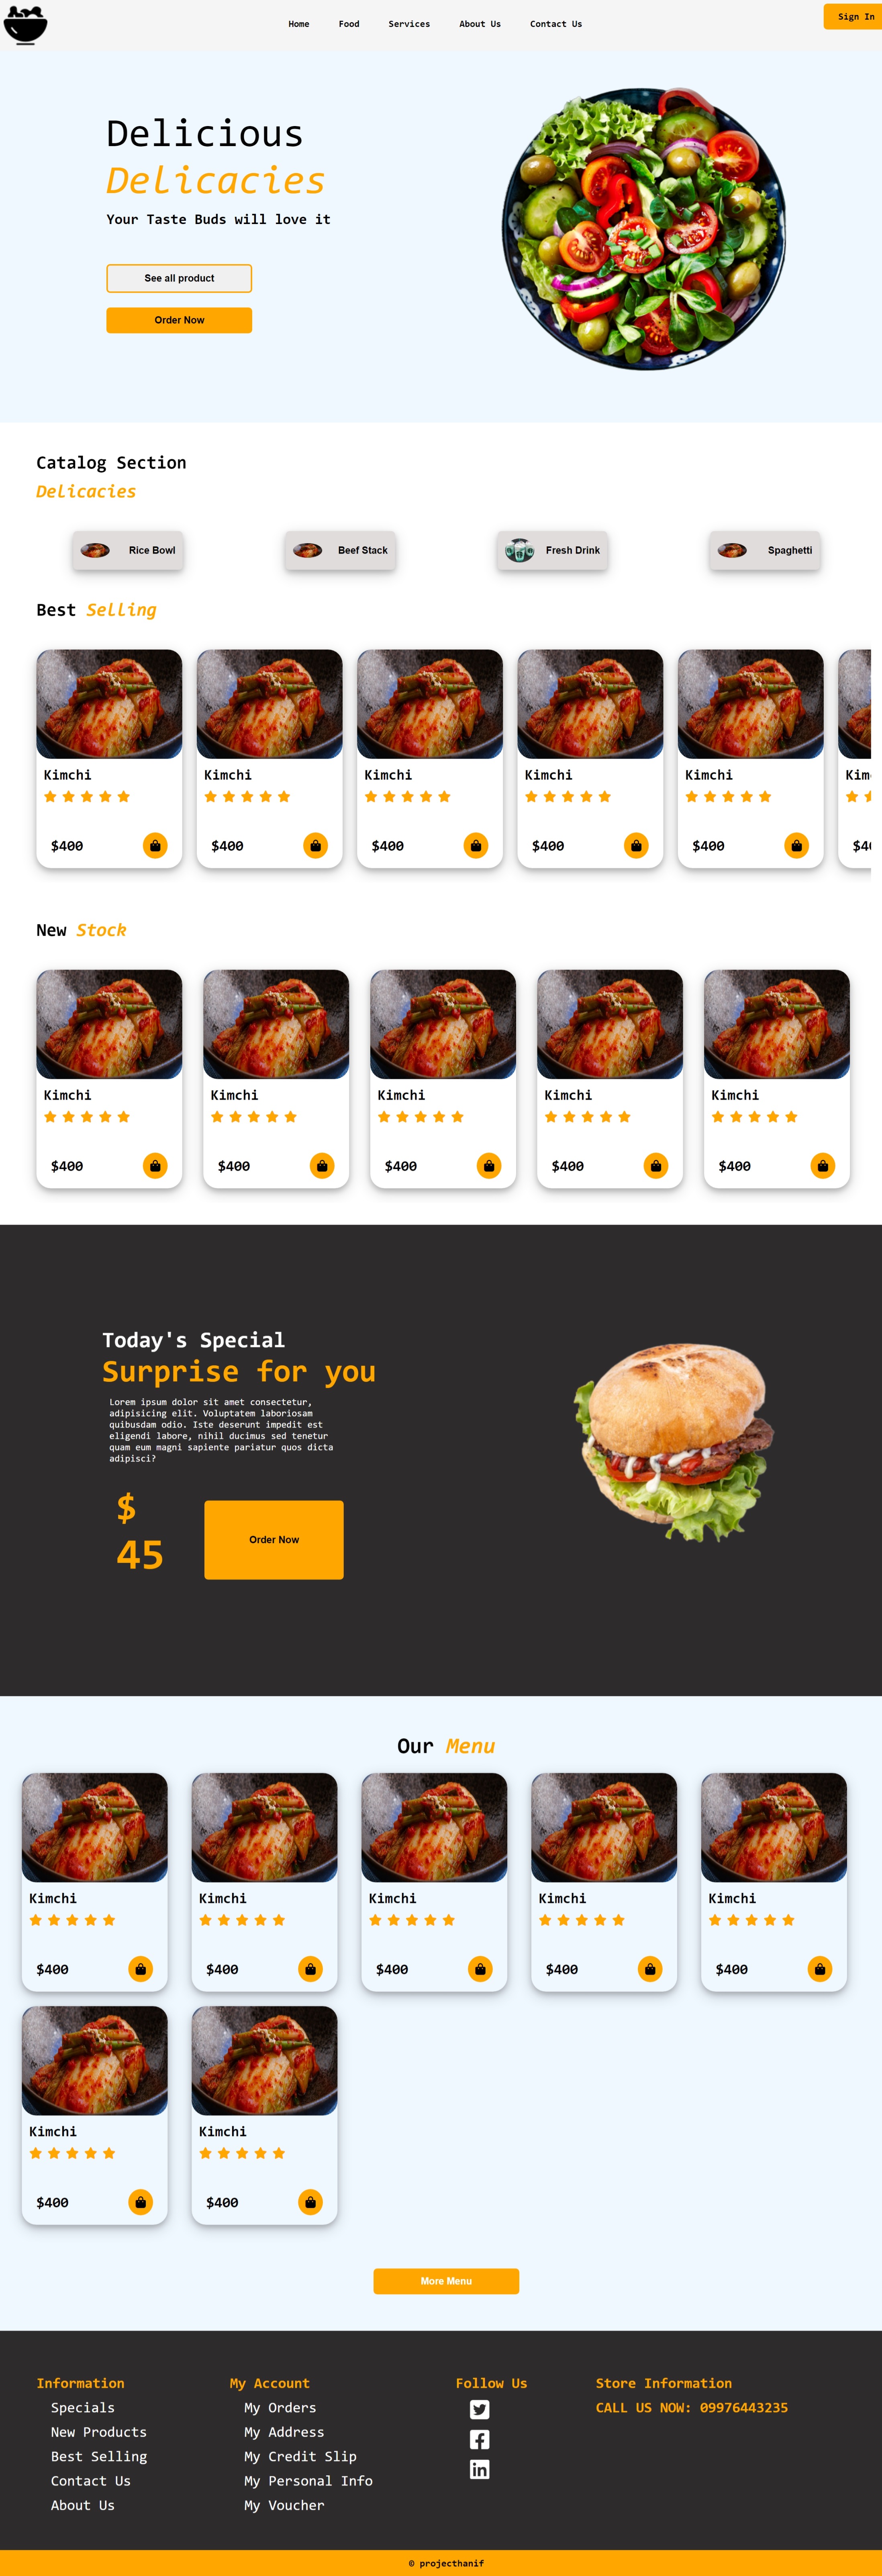 Home Food Services About Us Contact Us Sign In
Delicious
Delicacies
Your Taste Buds will love it
See all product
Order Now
Catalog Section
Delicacies
Rice Bowl Beef Stack Fresh Drink Spaghetti
Best Selling
Kimchi Kimchi Kimchi Kimchi Kimchi Kim
$400 $400 $400 $400 $400 $40
New Stock
Kimchi Kimchi Kimchi Kimchi Kimchi
$400 $400 $400 $400 $400
Today's Special
Surprise for you
Lorem ipsum dolor sit amet consectetur,
adipisicing elit. Voluptatem laboriosam
quibusdam odio. Iste deserunt impedit est
eligendi labore, nihil ducimus sed tenetur
quam eum magni sapiente pariatur quos dicta
adipisci?
$
45
Order Now
Our Menu
Kimchi Kimchi Kimchi Kimchi Kimchi
$400 $400 $400 $400 $400
Kimchi Kimchi
$400 $400
More Menu
Information My Account Follow Us Store Information
Specials My Orders CALL US NOW: 09976443235
New Products My Address
Best Selling My Credit Slip
Contact Us My Personal Info
About Us My Voucher
© projecthanif